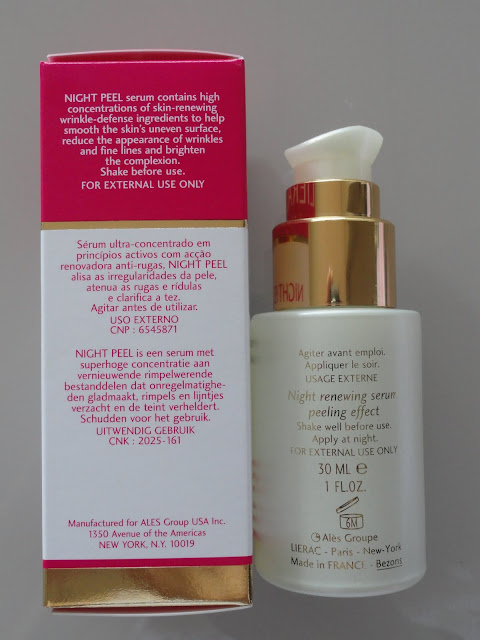 NIGHT PEEL serum contains high
concentrations of skin-renewing
wrinkle-defense ingredients to help
smooth the skin's uneven surface,
reduce the appearance of wrinkles
and fine lines and brighten
the complexion.
Shake before use.
FOR EXTERNAL USE ONLY
Sérum ultra-concentrado em
princípios activos com acção
renovadora anti-rugas, NIGHT PEEL
alisa as irregularidades da pele,
atenua as rugas e rídulas
e clarifica a tez.
Agitar antes de utilizar.
USO EXTERNO
CNP : 6545871
NIGHT PEEL is een serum met
superhoge concentratie aan
vernieuwende rimpelwerende
bestanddelen dat onregelmatighe-
den gladmaakt, rimpels en lijntjes
verzacht en de teint verheldert.
Schudden voor het gebruik.
UITWENDIG GEBRUIK
CNK : 2025-161
Manufactured for ALES Group USA Inc.
1350 Avenue of the Americas
NEW YORK, N.Y. 10019
Agiter avant emploi.
Appliquer le soir.
USAGE EXTERNE
Night renewing serum
peeling effect
Shake well before use.
Apply at night.
FOR EXTERNAL USE ONLY
30 ML ℮
1 FL.OZ.
6M
Alès Groupe
LIERAC - Paris - New-York
Made in FRANCE - Bezons